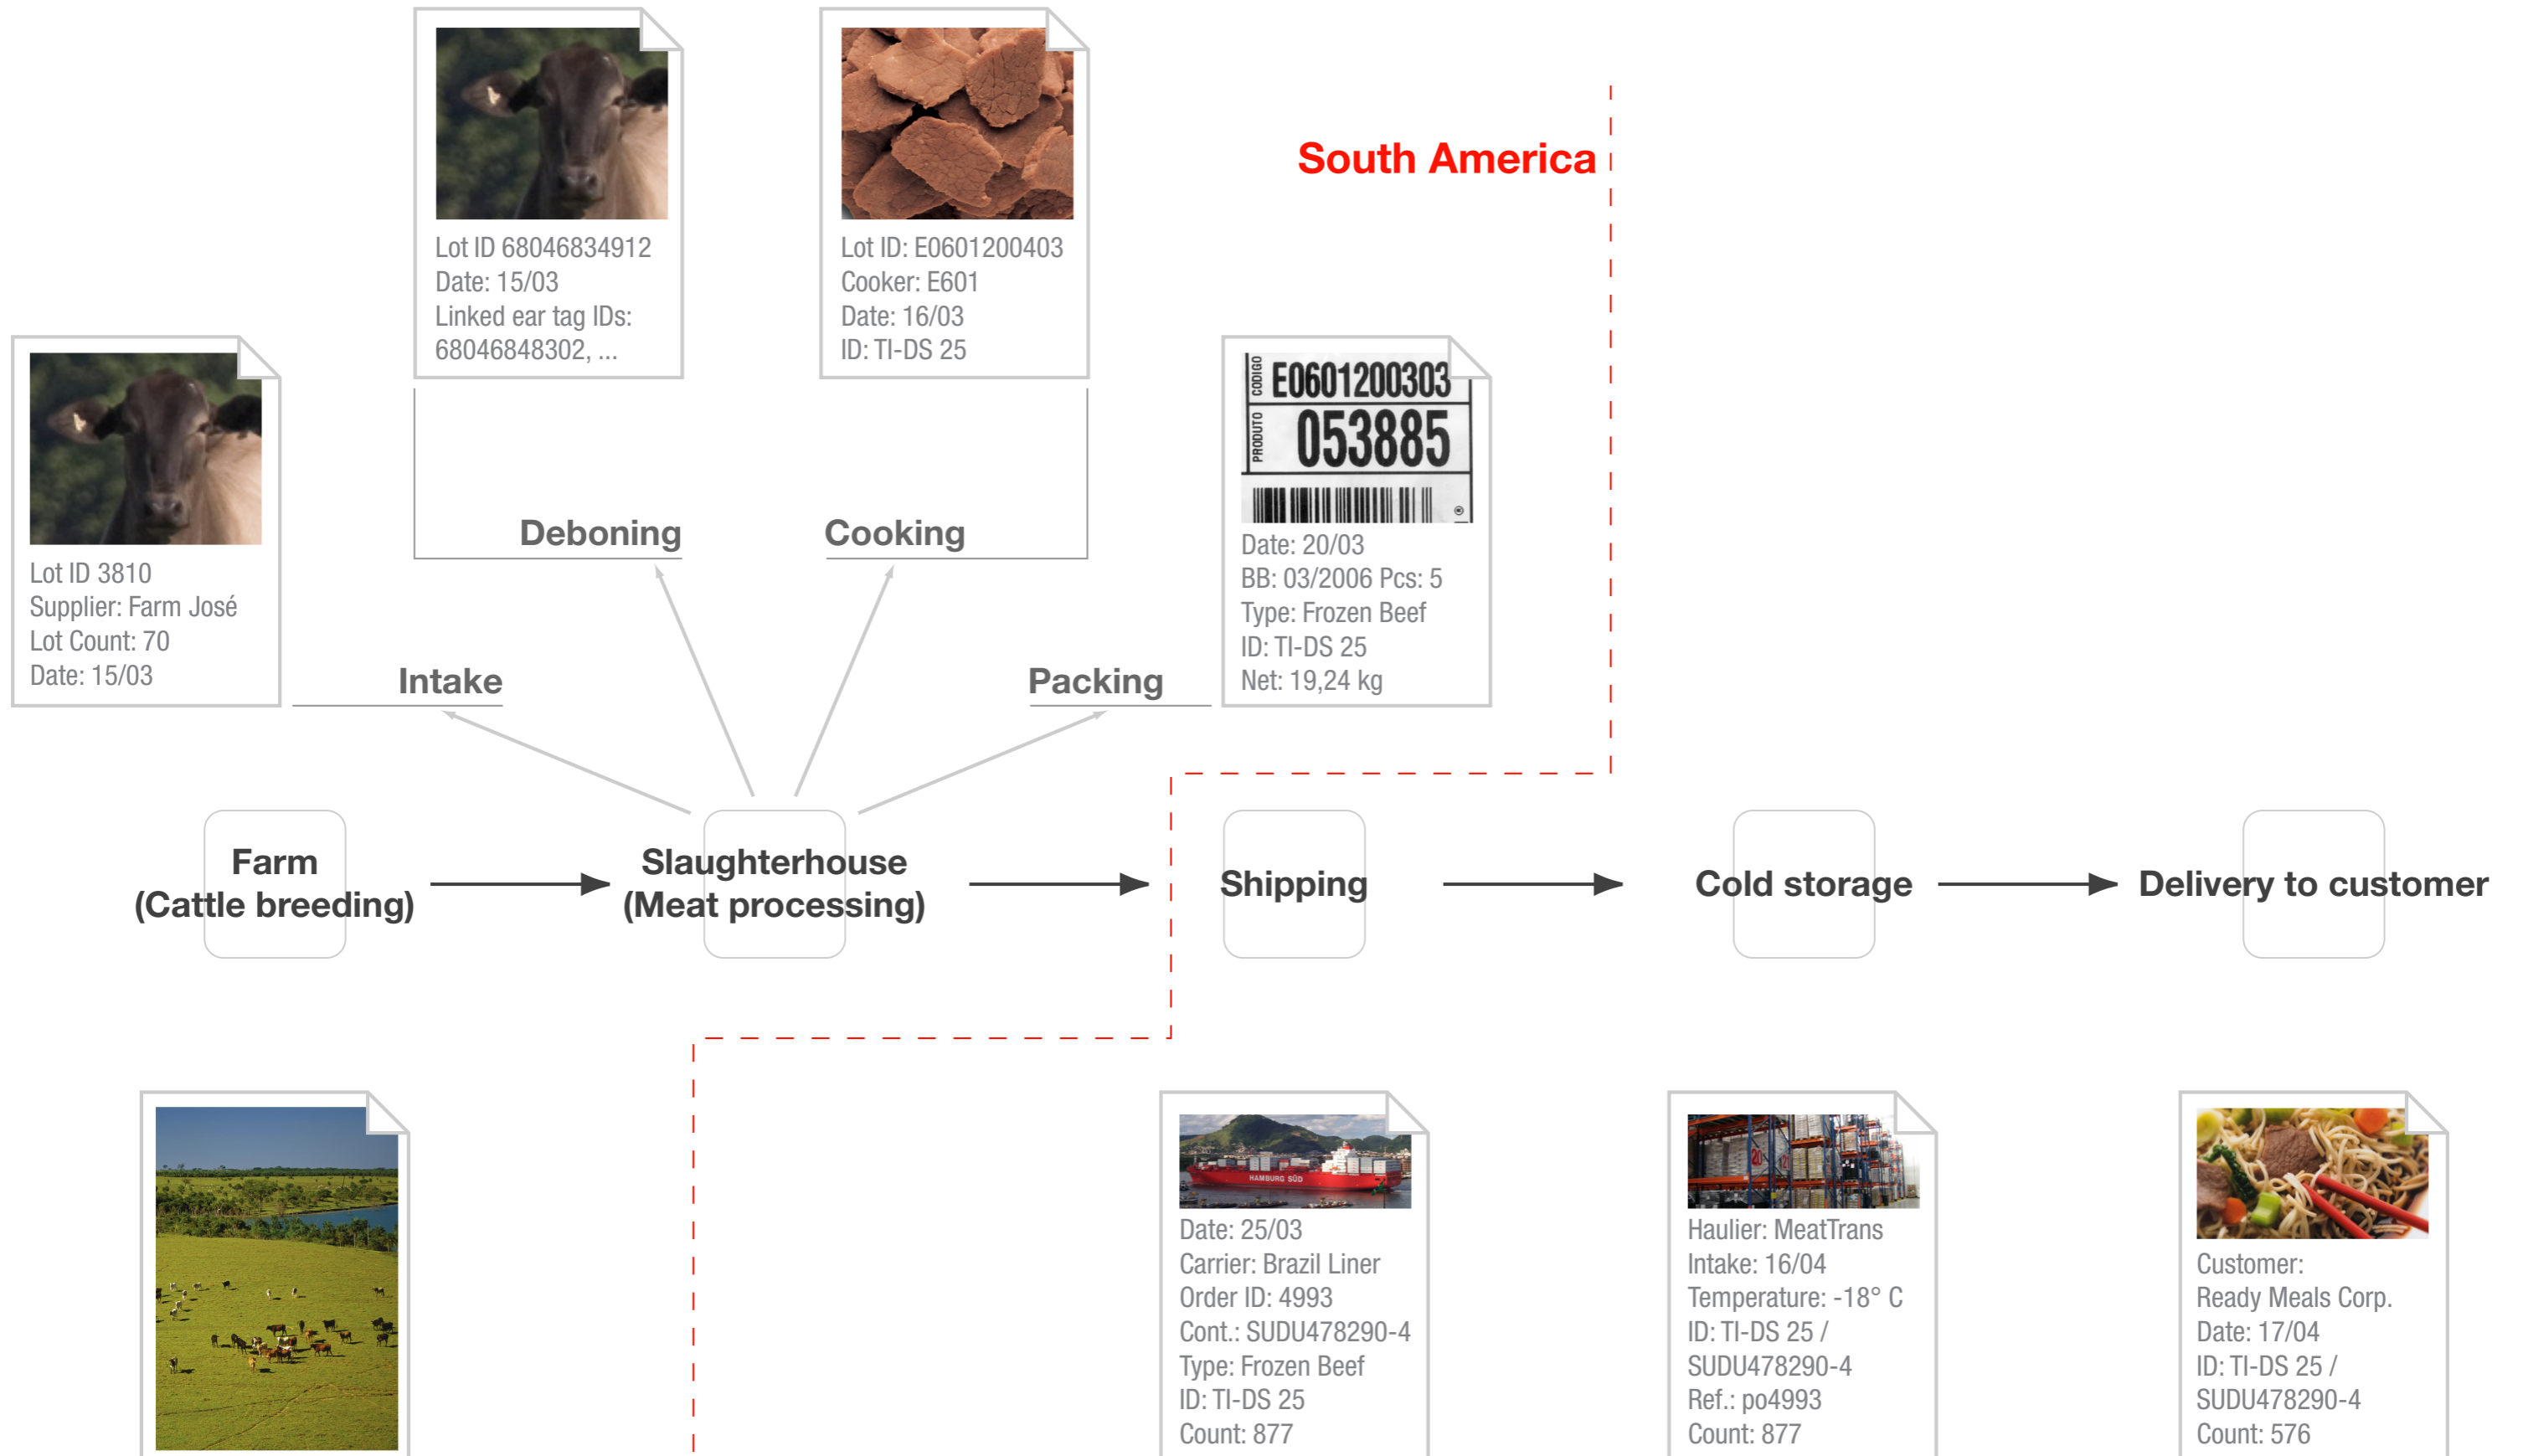 Lot ID 68046834912
Date: 15/03
Linked ear tag IDs:
68046848302, ...
Lot ID: E0601200403
Cooker: E601
Date: 16/03
ID: TI-DS 25
South America
Lot ID 3810
Supplier: Farm José
Lot Count: 70
Date: 15/03
CODIGO
E0601200303
PRODUTO
053885
®
Date: 20/03
BB: 03/2006 Pcs: 5
Type: Frozen Beef
ID: TI-DS 25
Net: 19,24 kg
Deboning
Cooking
Intake
Packing
Farm
(Cattle breeding)
Slaughterhouse
(Meat processing)
Shipping
Cold storage
Delivery to customer
HAMBURG SÜD
Date: 25/03
Carrier: Brazil Liner
Order ID: 4993
Cont.: SUDU478290-4
Type: Frozen Beef
ID: TI-DS 25
Count: 877
20
21
Haulier: MeatTrans
Intake: 16/04
Temperature: -18° C
ID: TI-DS 25 /
SUDU478290-4
Ref.: po4993
Count: 877
Customer:
Ready Meals Corp.
Date: 17/04
ID: TI-DS 25 /
SUDU478290-4
Count: 576